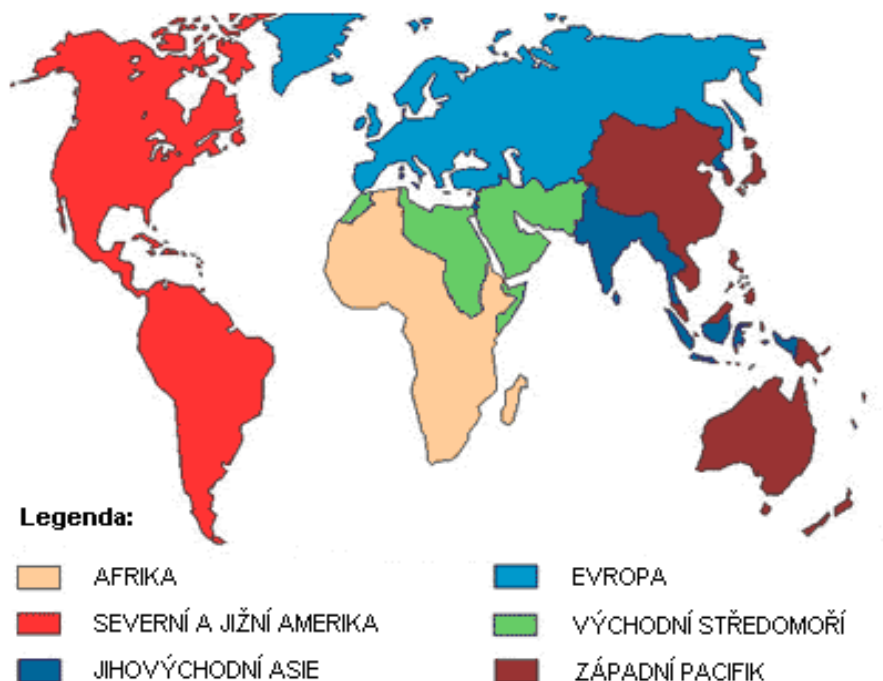 Legenda:
AFRIKA
EVROPA
SEVERNÍ A JIŽNÍ AMERIKA
VÝCHODNÍ STŘEDOMOŘÍ
JIHOVÝCHODNÍ ASIE
ZÁPADNÍ PACIFIK